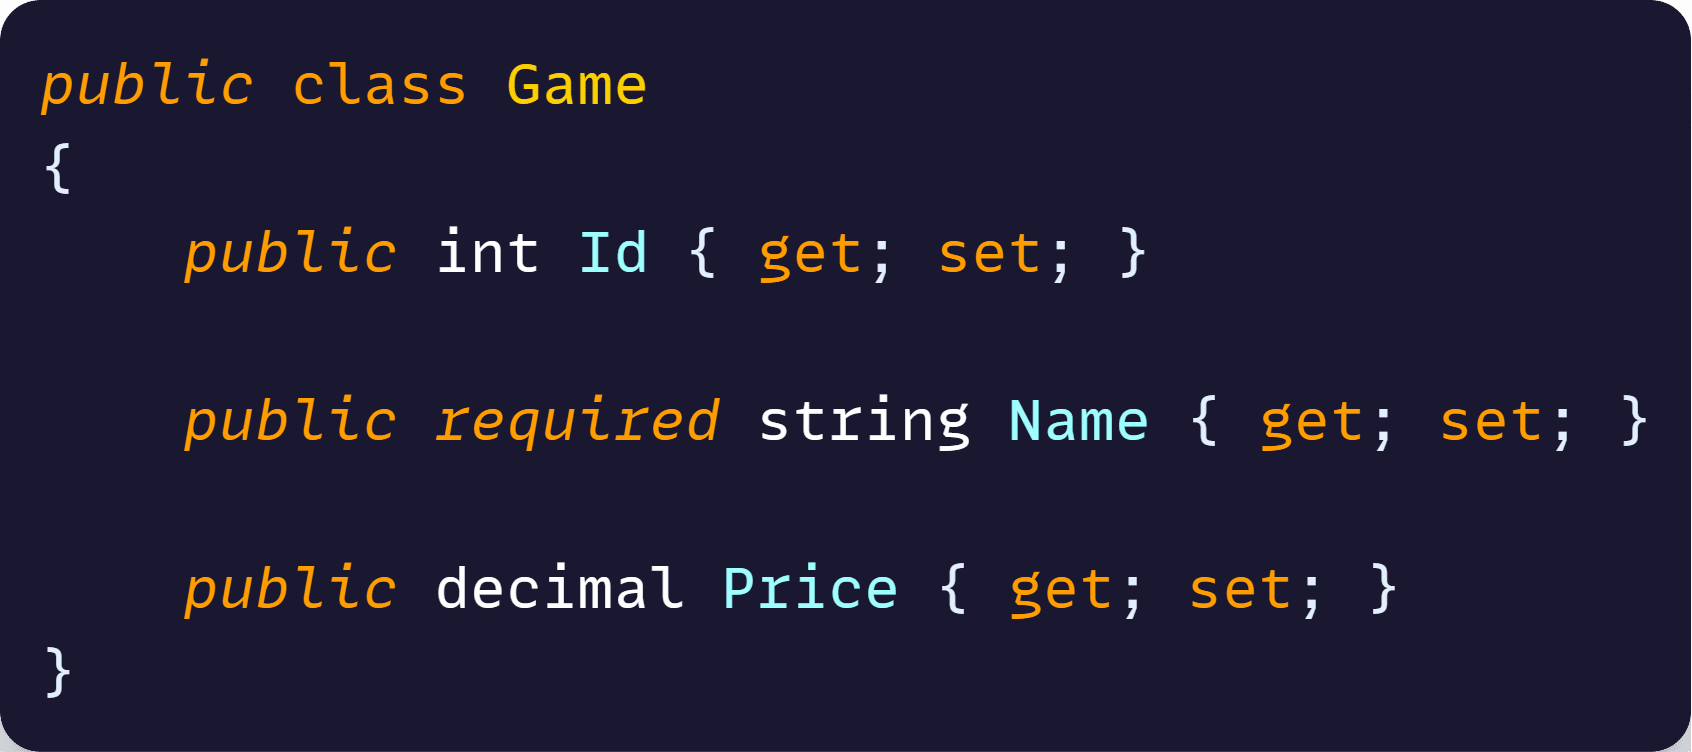 public class Game
{
    public int Id { get; set; }
    public required string Name { get; set; }
    public decimal Price { get; set; }
}